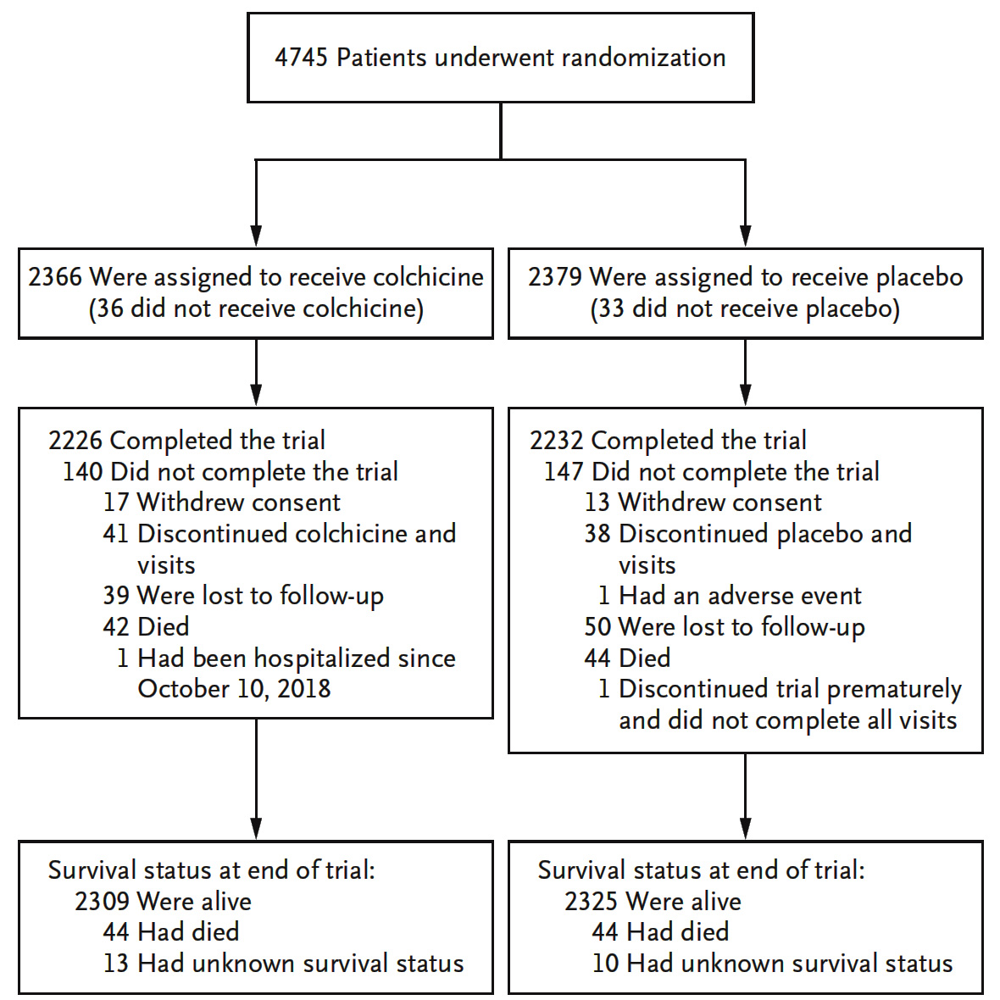 4745 Patients underwent randomization
2366 Were assigned to receive colchicine
(36 did not receive colchicine)
2379 Were assigned to receive placebo
(33 did not receive placebo)
2226 Completed the trial
140 Did not complete the trial
17 Withdrew consent
41 Discontinued colchicine and
visits
39 Were lost to follow-up
42 Died
1 Had been hospitalized since
October 10, 2018
2232 Completed the trial
147 Did not complete the trial
13 Withdrew consent
38 Discontinued placebo and
visits
1 Had an adverse event
50 Were lost to follow-up
44 Died
1 Discontinued trial prematurely
and did not complete all visits
Survival status at end of trial:
2309 Were alive
44 Had died
13 Had unknown survival status
Survival status at end of trial:
2325 Were alive
44 Had died
10 Had unknown survival status